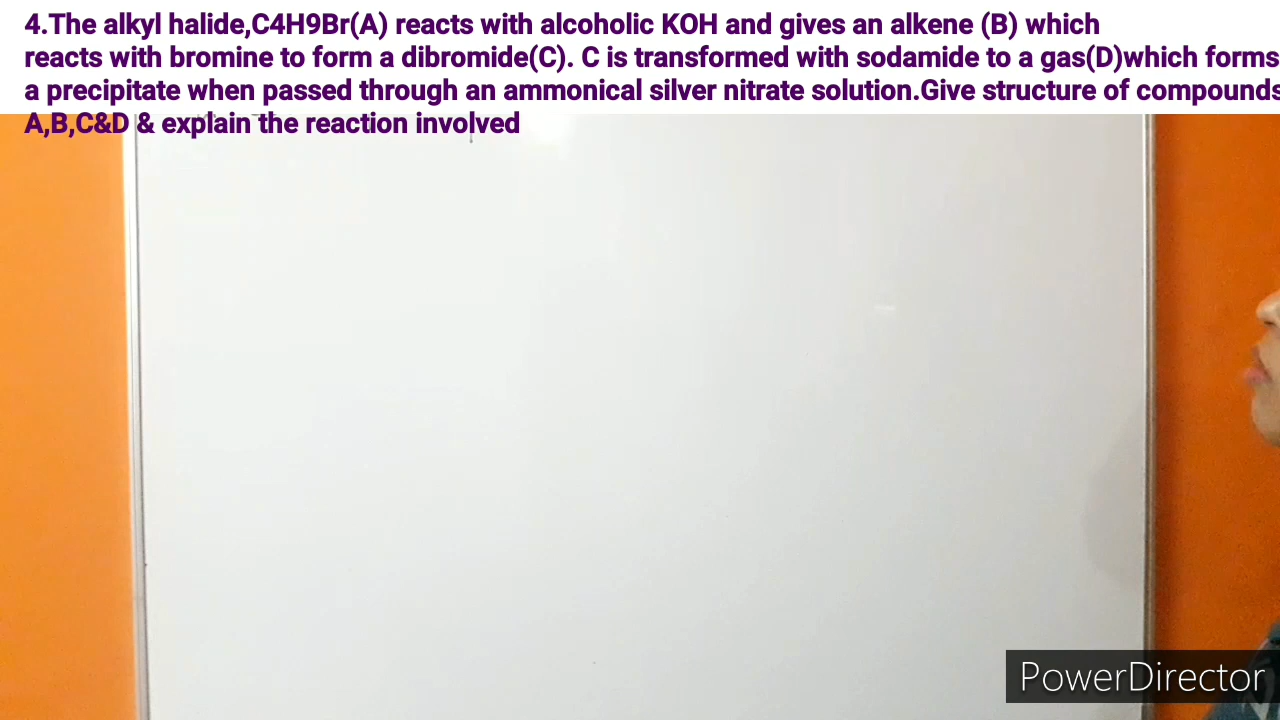 4.The alkyl halide,C4H9Br(A) reacts with alcoholic KOH and gives an alkene (B) which
reacts with bromine to form a dibromide(C). C is transformed with sodamide to a gas(D)which forms
a precipitate when passed through an ammonical silver nitrate solution.Give structure of compounds
A,B,C&D & explain the reaction involved
PowerDirector